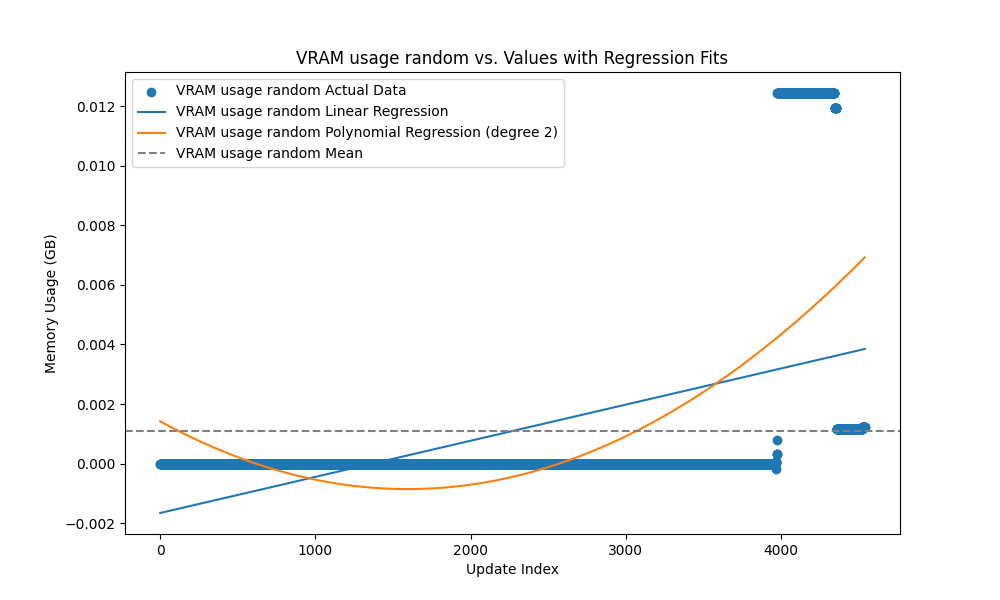 VRAM usage random vs. Values with Regression Fits
VRAM usage random Actual Data
VRAM usage random Linear Regression
VRAM usage random Polynomial Regression (degree 2)
VRAM usage random Mean
0.012
0.010
0.008
0.006
0.004
0.002
0.000
−0.002
Memory Usage (GB)
0 1000 2000 3000 4000
Update Index